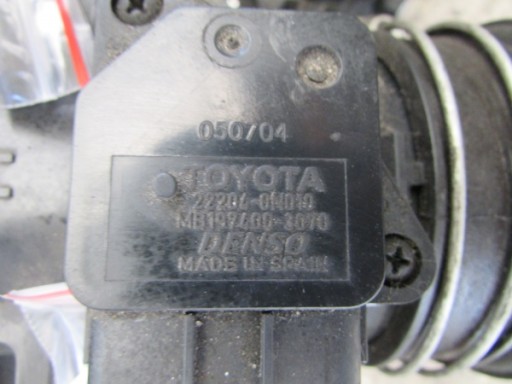 050704
TOYOTA
22204-0N010
MB197400-3070
DENSO
MADE IN SPAIN